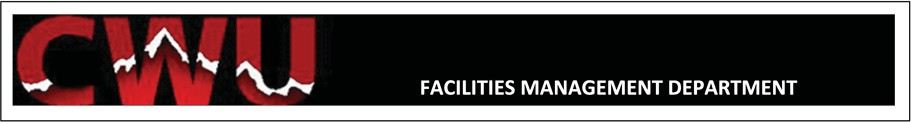 CWU
FACILITIES MANAGEMENT DEPARTMENT